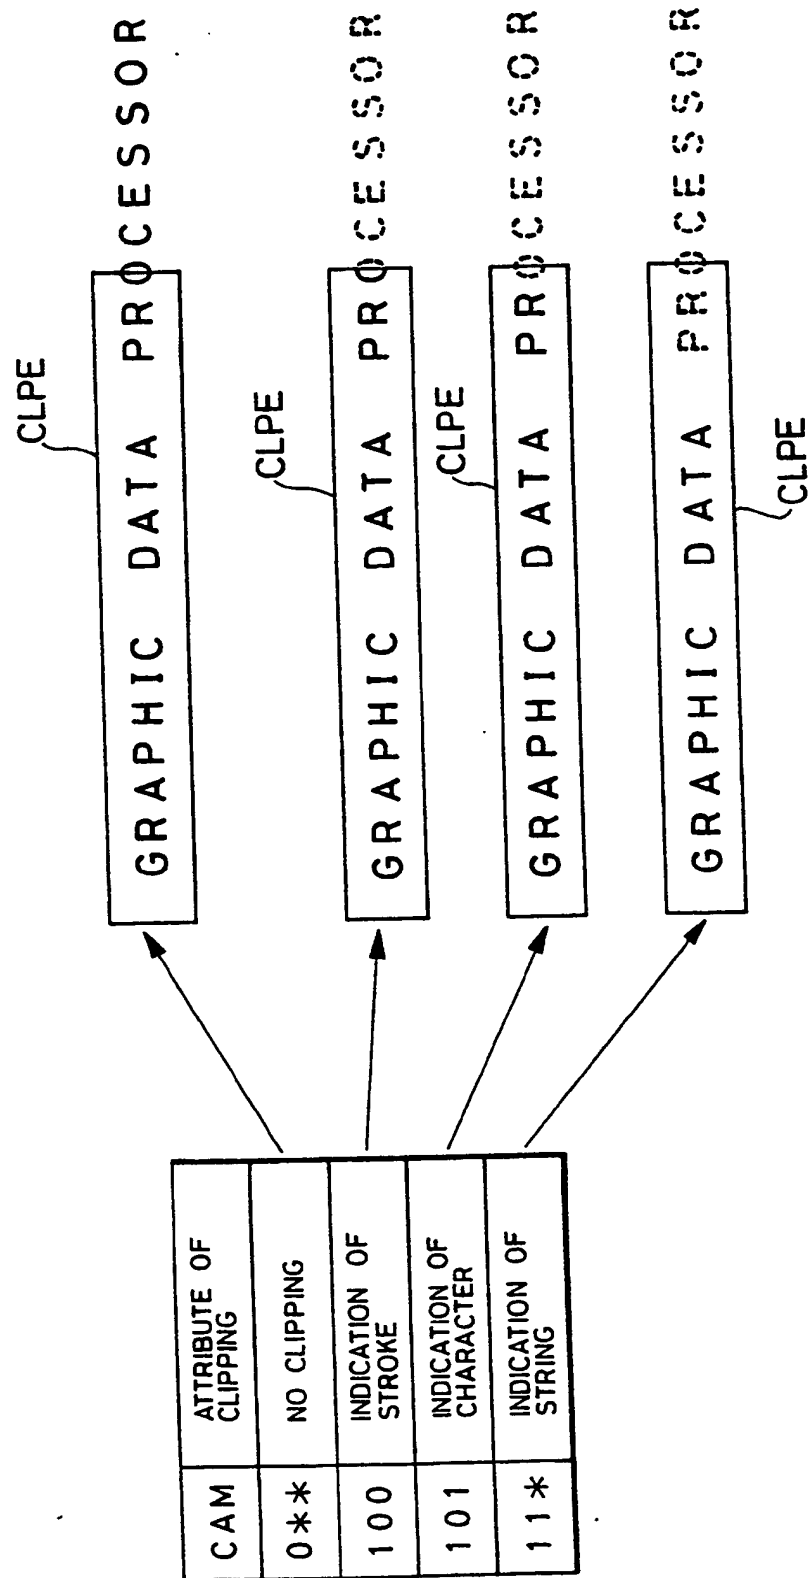 CAM ATTRIBUTE OF
CLIPPING
0** NO CLIPPING
100 INDICATION OF
STROKE
101 INDICATION OF
CHARACTER
11* INDICATION OF
STRING
CLPE
GRAPHIC DATA PROCESSOR
CLPE
GRAPHIC DATA PROCESSOR
CLPE
GRAPHIC DATA PROCESSOR
GRAPHIC DATA PROCESSOR
CLPE